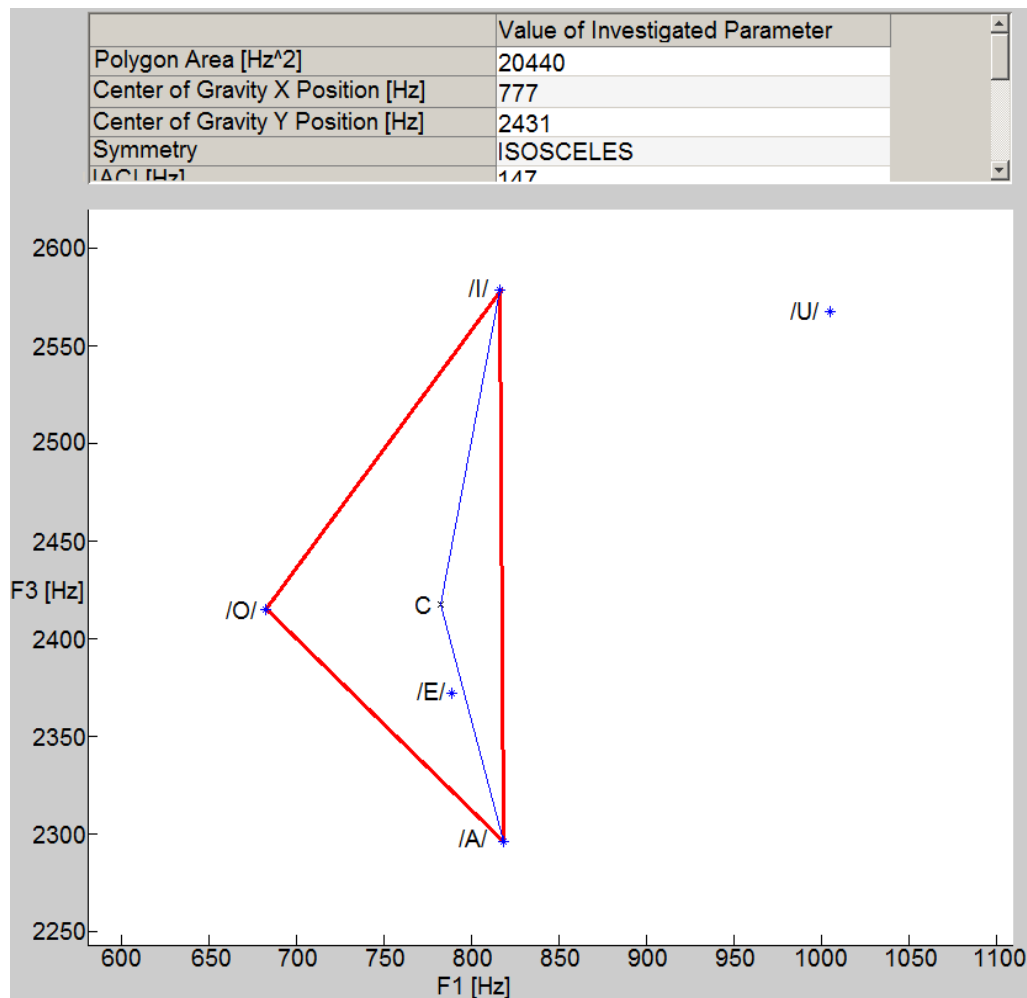 Value of Investigated Parameter
Polygon Area [Hz^2] 20440
Center of Gravity X Position [Hz] 777
Center of Gravity Y Position [Hz] 2431
Symmetry ISOSCELES
|AC| [Hz] 147
2600
/I/
/U/
2550
2500
2450
F3 [Hz]
C
/O/
2400
/E/
2350
/A/
2300
2250
600 650 700 750 800 850 900 950 1000 1050 1100
F1 [Hz]